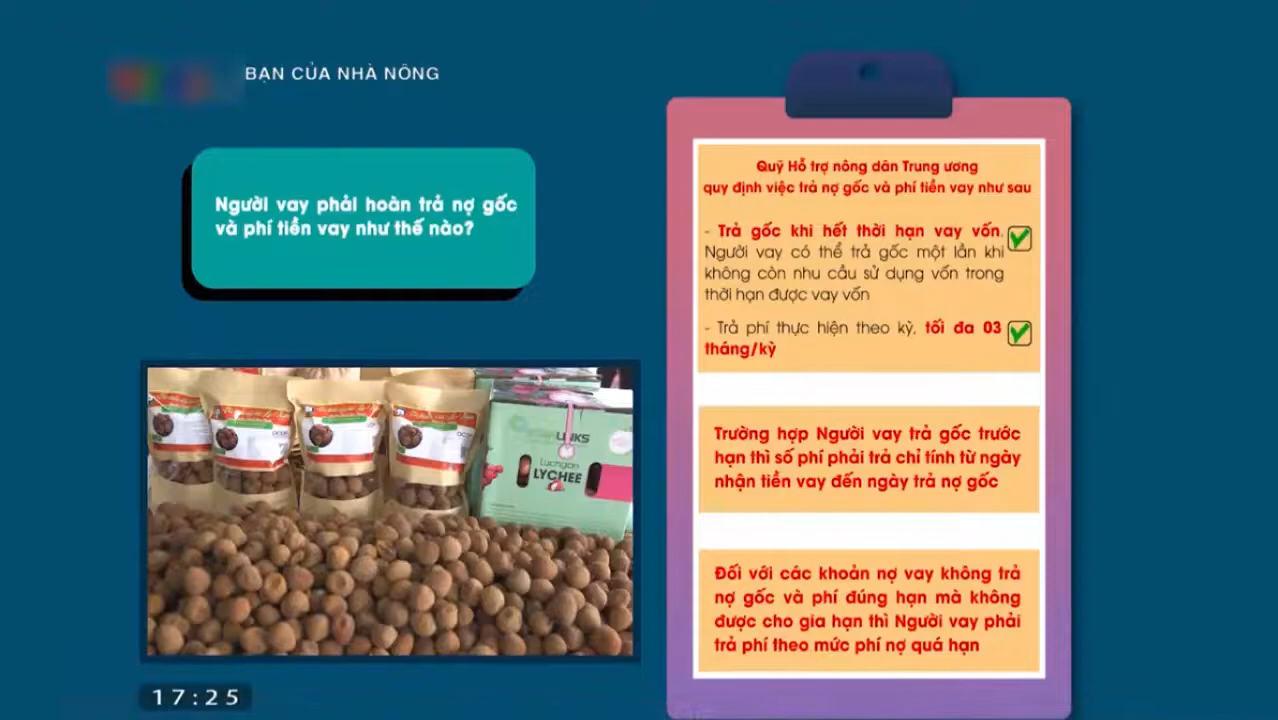 BẠN CỦA NHÀ NÔNG
Người vay phải hoàn trả nợ gốc
và phí tiền vay như thế nào?
Quỹ Hỗ trợ nông dân Trung ương
quy định việc trả nợ gốc và phí tiền vay như sau
- Trả gốc khi hết thời hạn vay vốn.
Người vay có thể trả gốc một lần khi
không còn nhu cầu sử dụng vốn trong
thời hạn được vay vốn
- Trả phí thực hiện theo kỳ, tối đa 03
tháng/kỳ
Trường hợp Người vay trả gốc trước
hạn thì số phí phải trả chỉ tính từ ngày
nhận tiền vay đến ngày trả nợ gốc
Đối với các khoản nợ vay không trả
nợ gốc và phí đúng hạn mà không
được cho gia hạn thì Người vay phải
trả phí theo mức phí nợ quá hạn
LINKS
LYCHEE
17:25